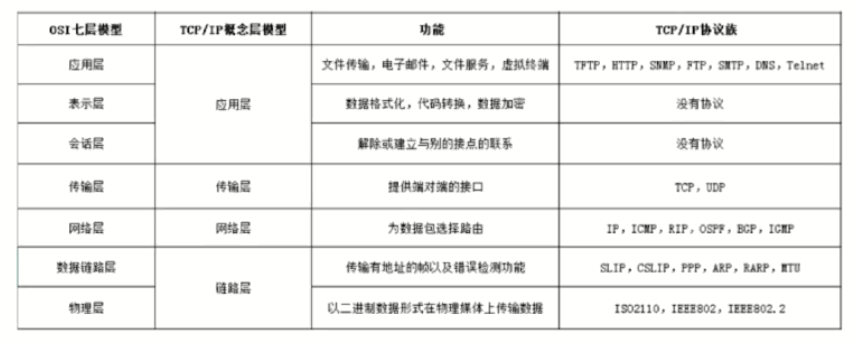 OSI七层模型 TCP/IP概念层模型 功能 TCP/IP协议族
应用层 文件传输，电子邮件，文件服务，虚拟终端 TFTP，HTTP，SNMP，FTP，SMTP，DNS，Telnet
表示层 应用层 数据格式化，代码转换，数据加密 没有协议
会话层 解除或建立与别的接点的联系 没有协议
传输层 传输层 提供端对端的接口 TCP，UDP
网络层 网络层 为数据包选择路由 IP，ICMP，RIP，OSPF，BGP，IGMP
数据链路层 传输有地址的帧以及错误检测功能 SLIP，CSLIP，PPP，ARP，RARP，MTU
链路层
物理层 以二进制数据形式在物理媒体上传输数据 ISO2110，IEEE802，IEEE802.2